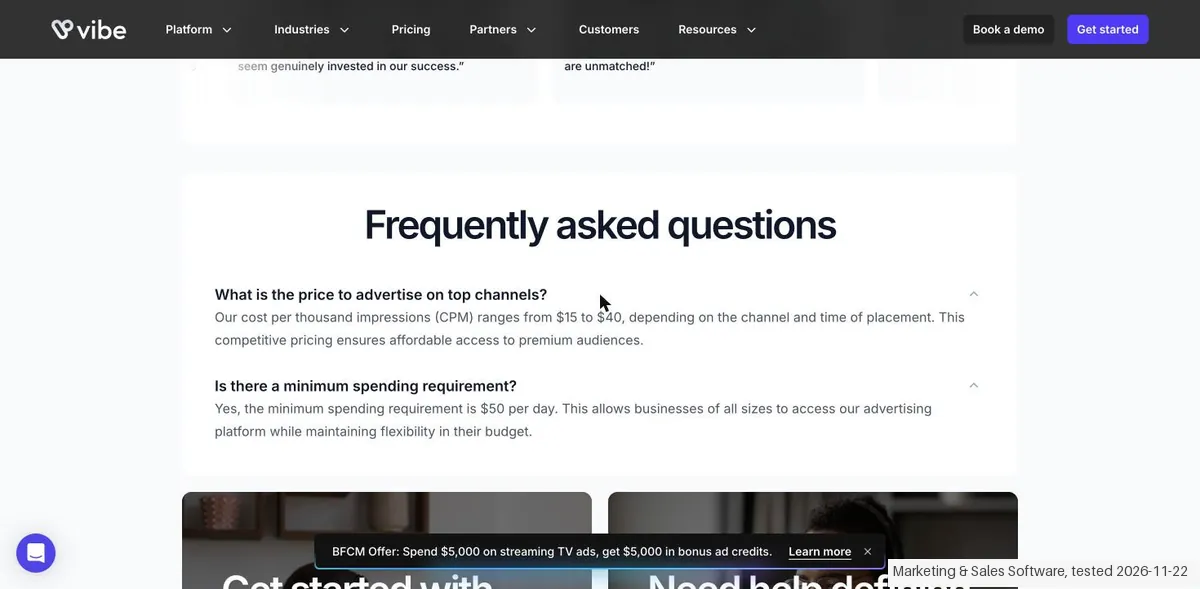 vibe Platform Industries Pricing Partners Customers Resources Book a demo Get started
seem genuinely invested in our success.” are unmatched!”
Frequently asked questions
What is the price to advertise on top channels?
Our cost per thousand impressions (CPM) ranges from $15 to $40, depending on the channel and time of placement. This
competitive pricing ensures affordable access to premium audiences.
Is there a minimum spending requirement?
Yes, the minimum spending requirement is $50 per day. This allows businesses of all sizes to access our advertising
platform while maintaining flexibility in their budget.
BFCM Offer: Spend $5,000 on streaming TV ads, get $5,000 in bonus ad credits. Learn more
Get started with Need help
Marketing & Sales Software, tested 2026-11-22